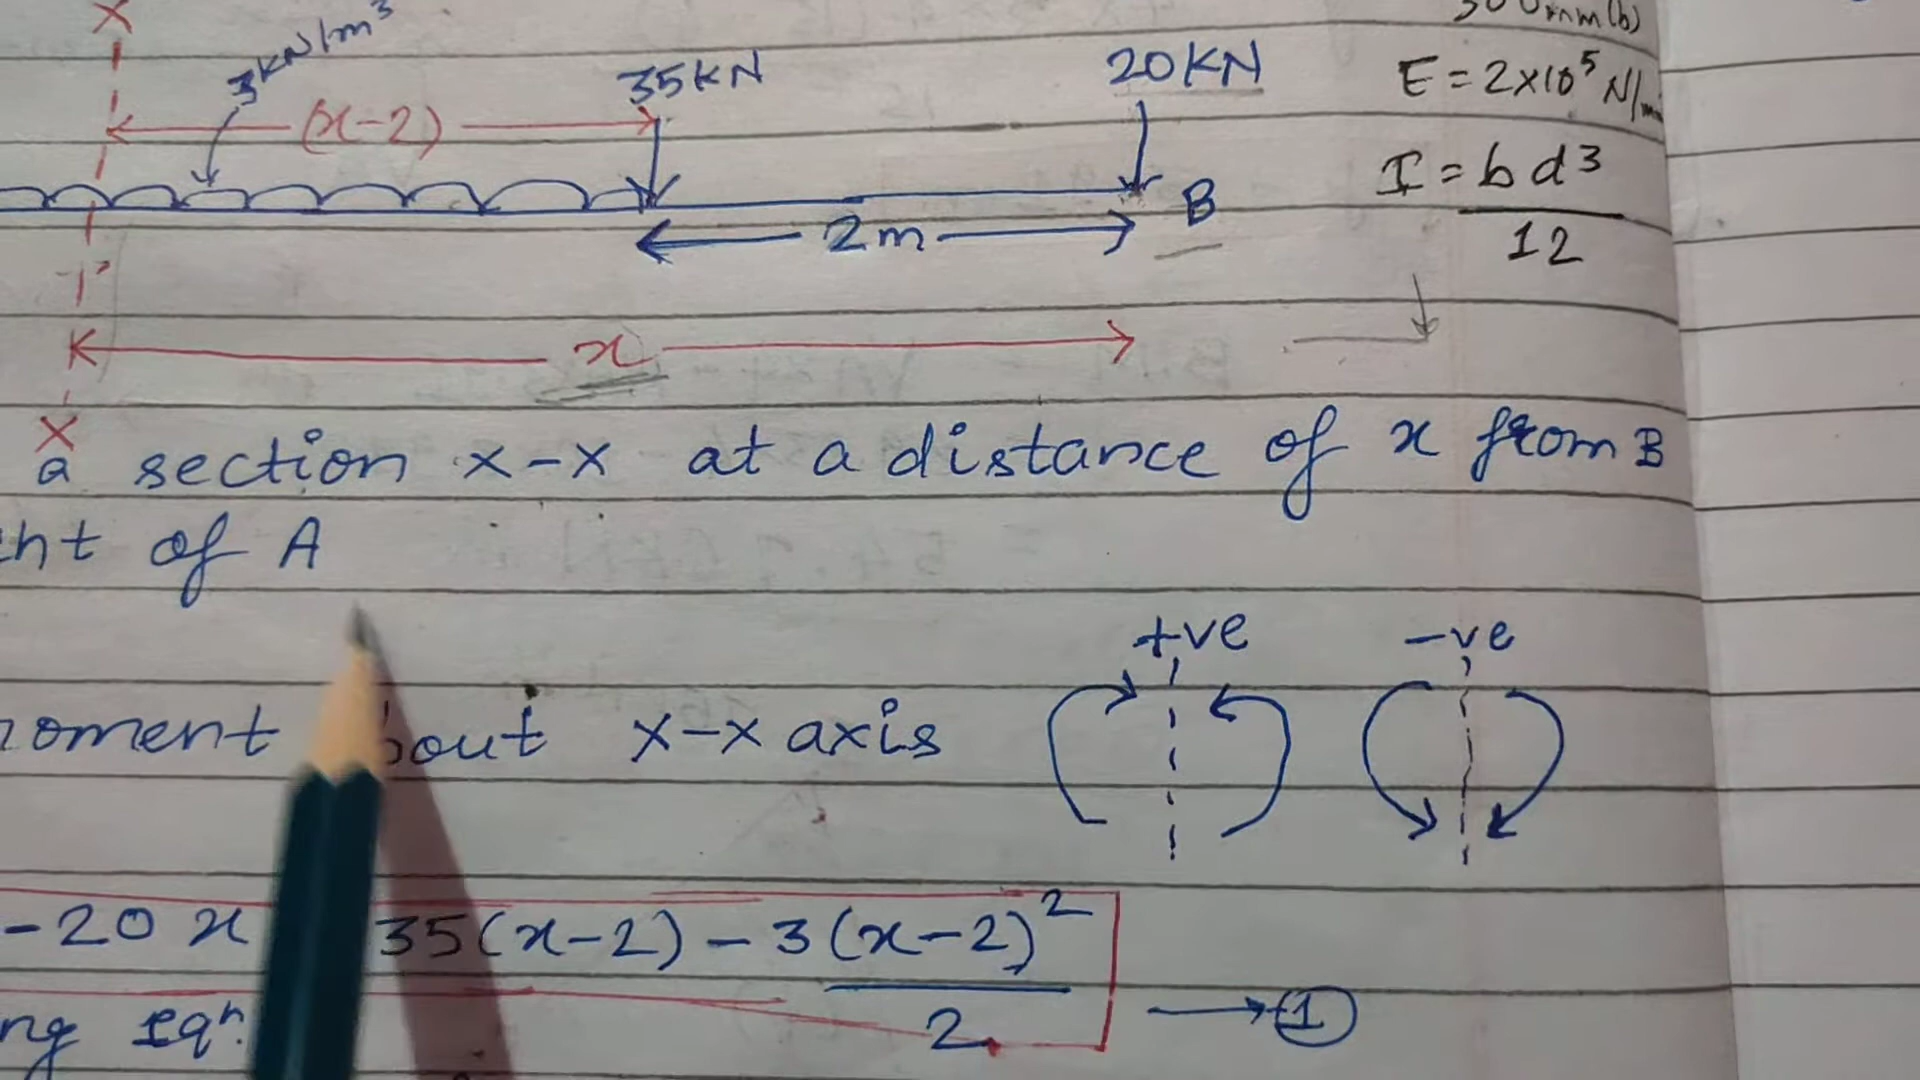 X
3KN/m³
35KN
20KN
300mm(b)
E = 2×10⁵ N/m
(x-2)
I = bd³
12
B
2m
x
X
a section x-x at a distance of x from B
ht of A
+ve
-ve
oment bout x-x axis
-20x 35(x-2) - 3(x-2)²
2
→ 1
ng eqn.